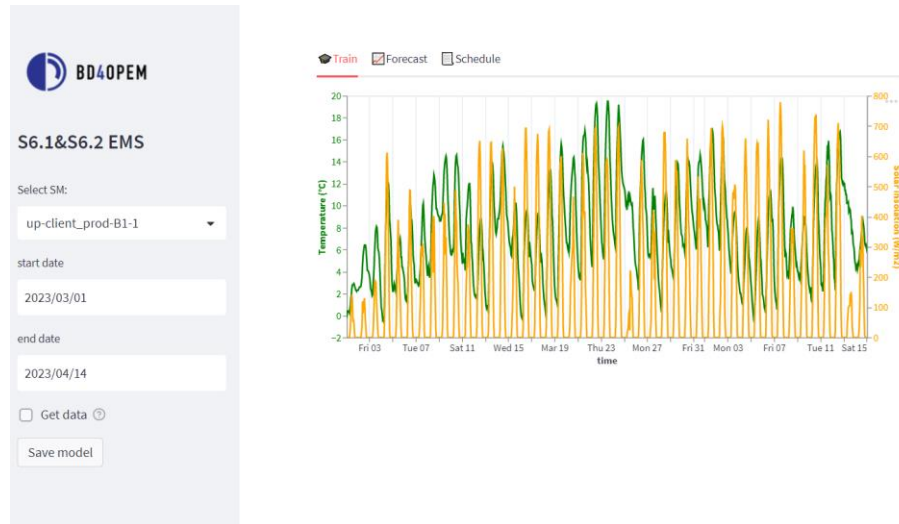 BD4OPEM
S6.1&S6.2 EMS
Select SM:
up-client_prod-B1-1
start date
2023/03/01
end date
2023/04/14
Get data
Save model
Train Forecast Schedule
20
18
16
14
12
10
8
6
4
2
0
−2
Temperature (°C)
800
700
600
500
400
300
200
100
0
Solar Insolation (W/m2)
Fri 03 Tue 07 Sat 11 Wed 15 Mar 19 Thu 23 Mon 27 Fri 31 Mon 03 Fri 07 Tue 11 Sat 15
time